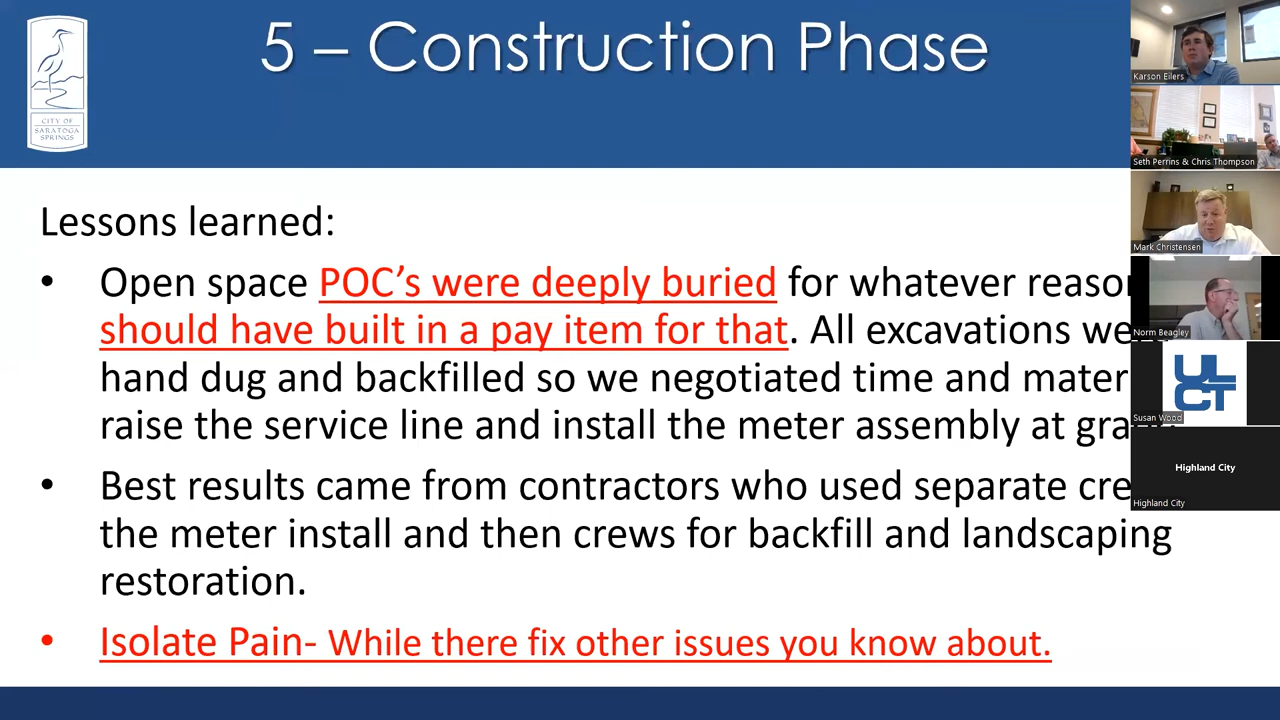 5 – Construction Phase
CITY OF
SARATOGA
SPRINGS
Lessons learned:
• Open space POC’s were deeply buried for whatever reason
should have built in a pay item for that. All excavations were
hand dug and backfilled so we negotiated time and mater
raise the service line and install the meter assembly at grade.
• Best results came from contractors who used separate cre
the meter install and then crews for backfill and landscaping
restoration.
• Isolate Pain- While there fix other issues you know about.
Karson Eilers
Seth Perrins & Chris Thompson
Mark Christensen
Norm Beagley
ULCT
Susan Wood
Highland City
Highland City